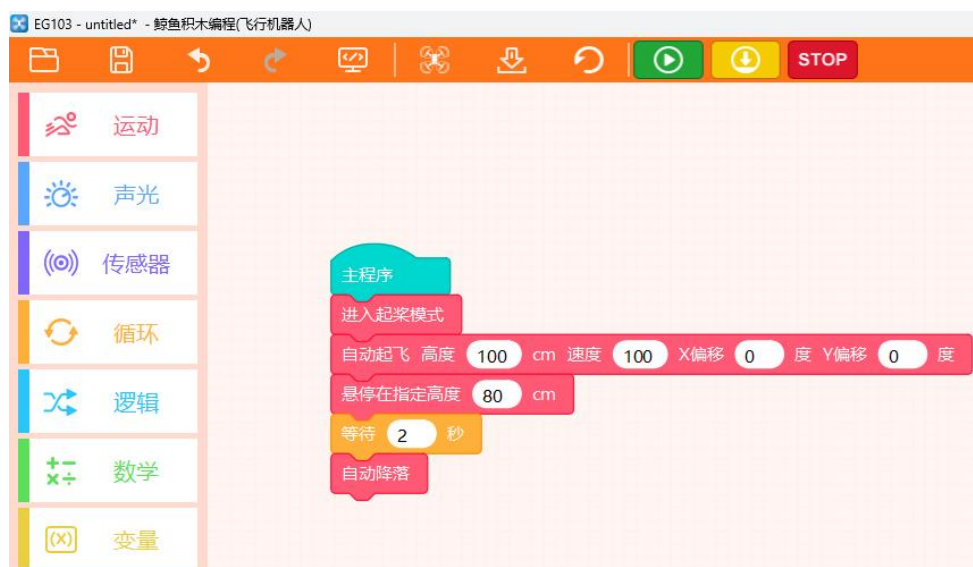 EG103 - untitled* - 鲸鱼积木编程(飞行机器人)
STOP
运动
声光
传感器
循环
逻辑
数学
变量
主程序
进入起桨模式
自动起飞 高度 100 cm 速度 100 X偏移 0 度 Y偏移 0 度
悬停在指定高度 80 cm
等待 2 秒
自动降落